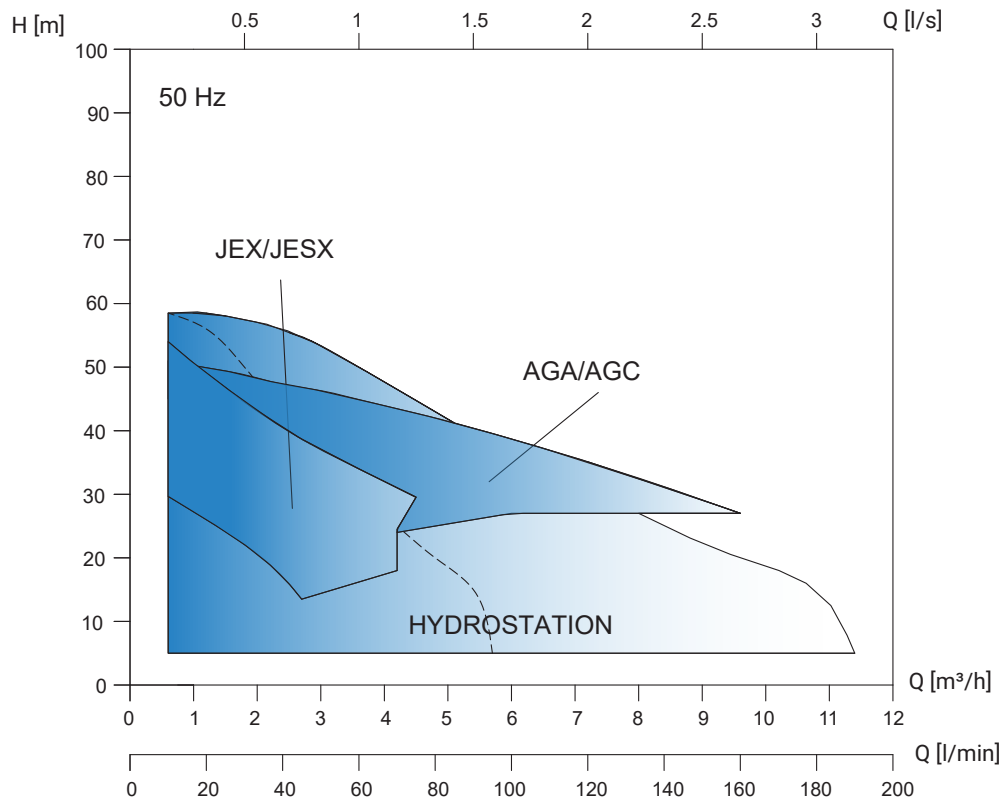 H [m] 0.5 1 1.5 2 2.5 3 Q [l/s]
100
50 Hz
90
80
70
JEX/JESX
60
50
AGA/AGC
40
30
20
10
HYDROSTATION
0
Q [m³/h]
0 1 2 3 4 5 6 7 8 9 10 11 12
Q [l/min]
0 20 40 60 80 100 120 140 160 180 200